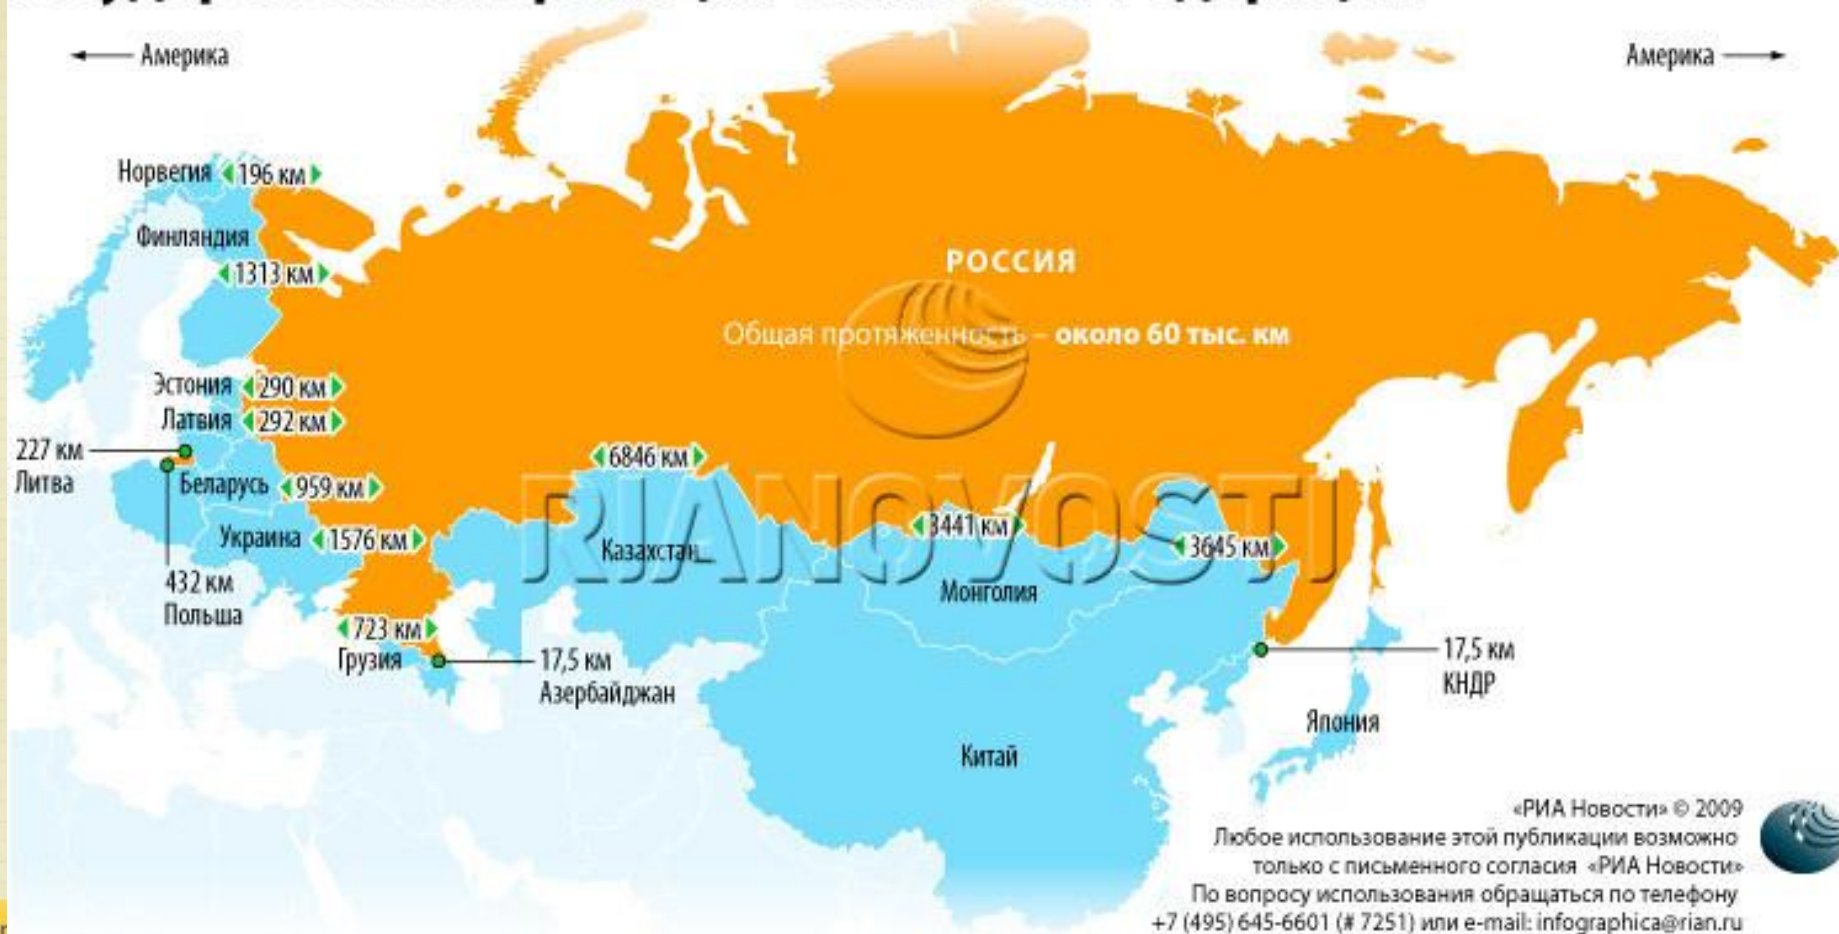 Америка
Америка
Норвегия
196 км
Финляндия
1313 км
РОССИЯ
Общая протяженность – около 60 тыс. км
Эстония
290 км
Латвия
292 км
227 км
Литва
6846 км
Беларусь
959 км
RIANOVOSTI
Украина
1576 км
Казахстан
3441 км
3645 км
432 км
Польша
Монголия
723 км
Грузия
17,5 км
Азербайджан
17,5 км
КНДР
Япония
Китай
«РИА Новости» © 2009
Любое использование этой публикации возможно
только с письменного согласия «РИА Новости»
По вопросу использования обращаться по телефону
+7 (495) 645-6601 (# 7251) или e-mail: infographica@rian.ru